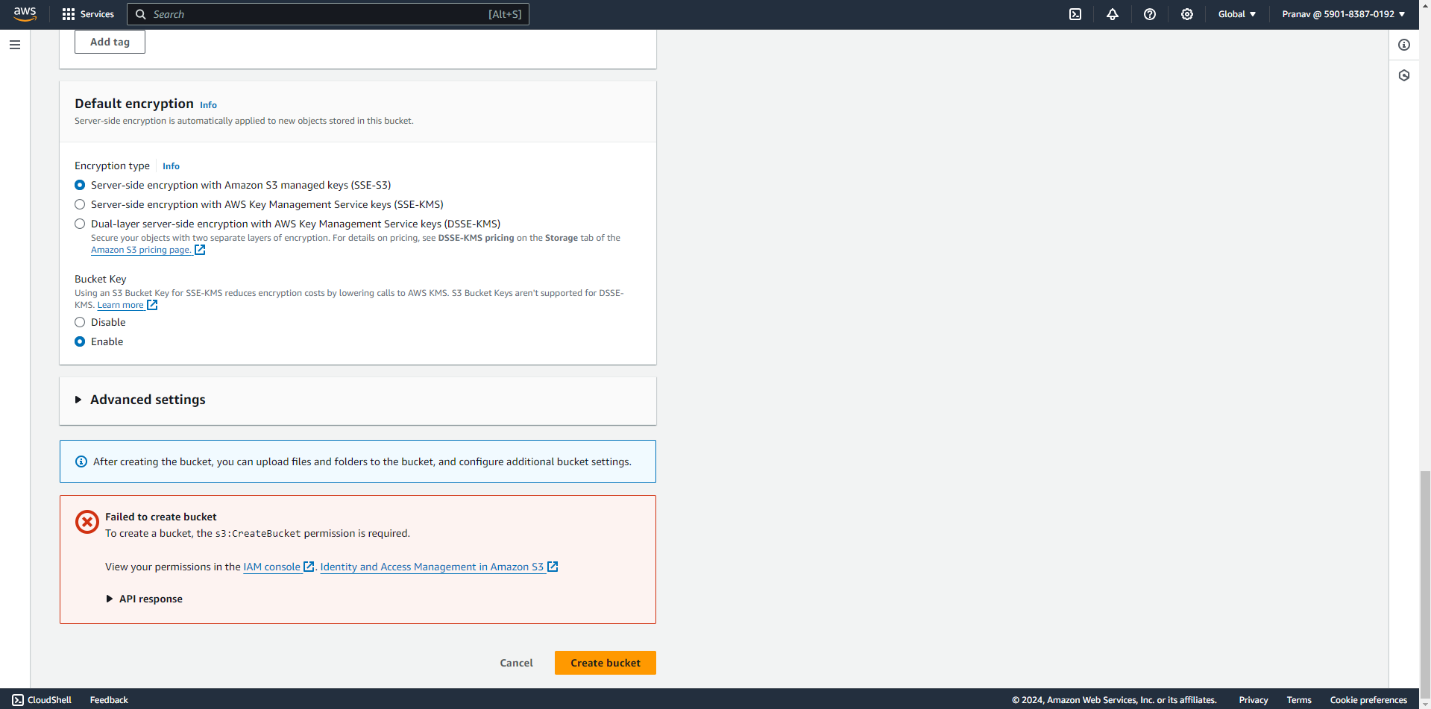 aws
Services
Search
[Alt+S]
Global
Pranav @ 5901-8387-0192
Add tag
Default encryption Info
Server-side encryption is automatically applied to new objects stored in this bucket.
Encryption type Info
Server-side encryption with Amazon S3 managed keys (SSE-S3)
Server-side encryption with AWS Key Management Service keys (SSE-KMS)
Dual-layer server-side encryption with AWS Key Management Service keys (DSSE-KMS)
Secure your objects with two separate layers of encryption. For details on pricing, see DSSE-KMS pricing on the Storage tab of the
Amazon S3 pricing page.
Bucket Key
Using an S3 Bucket Key for SSE-KMS reduces encryption costs by lowering calls to AWS KMS. S3 Bucket Keys aren't supported for DSSE-
KMS. Learn more
Disable
Enable
Advanced settings
After creating the bucket, you can upload files and folders to the bucket, and configure additional bucket settings.
Failed to create bucket
To create a bucket, the s3:CreateBucket permission is required.
View your permissions in the IAM console. Identity and Access Management in Amazon S3
API response
Cancel
Create bucket
CloudShell
Feedback
© 2024, Amazon Web Services, Inc. or its affiliates.
Privacy
Terms
Cookie preferences